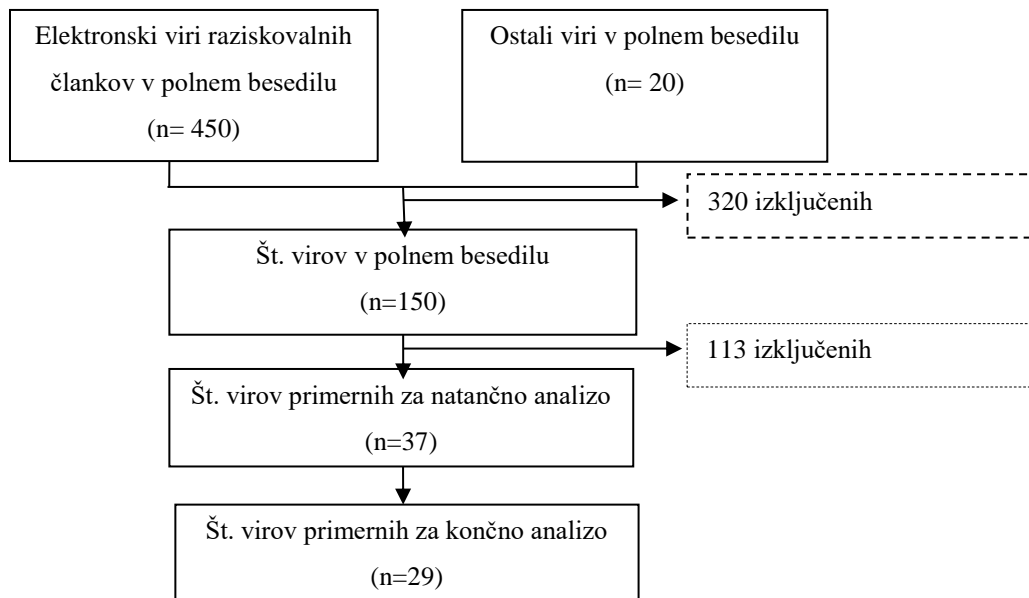 Elektronski viri raziskovalnih
člankov v polnem besedilu
(n= 450)
Ostali viri v polnem besedilu
(n= 20)
320 izključenih
Št. virov v polnem besedilu
(n=150)
113 izključenih
Št. virov primernih za natančno analizo
(n=37)
Št. virov primernih za končno analizo
(n=29)